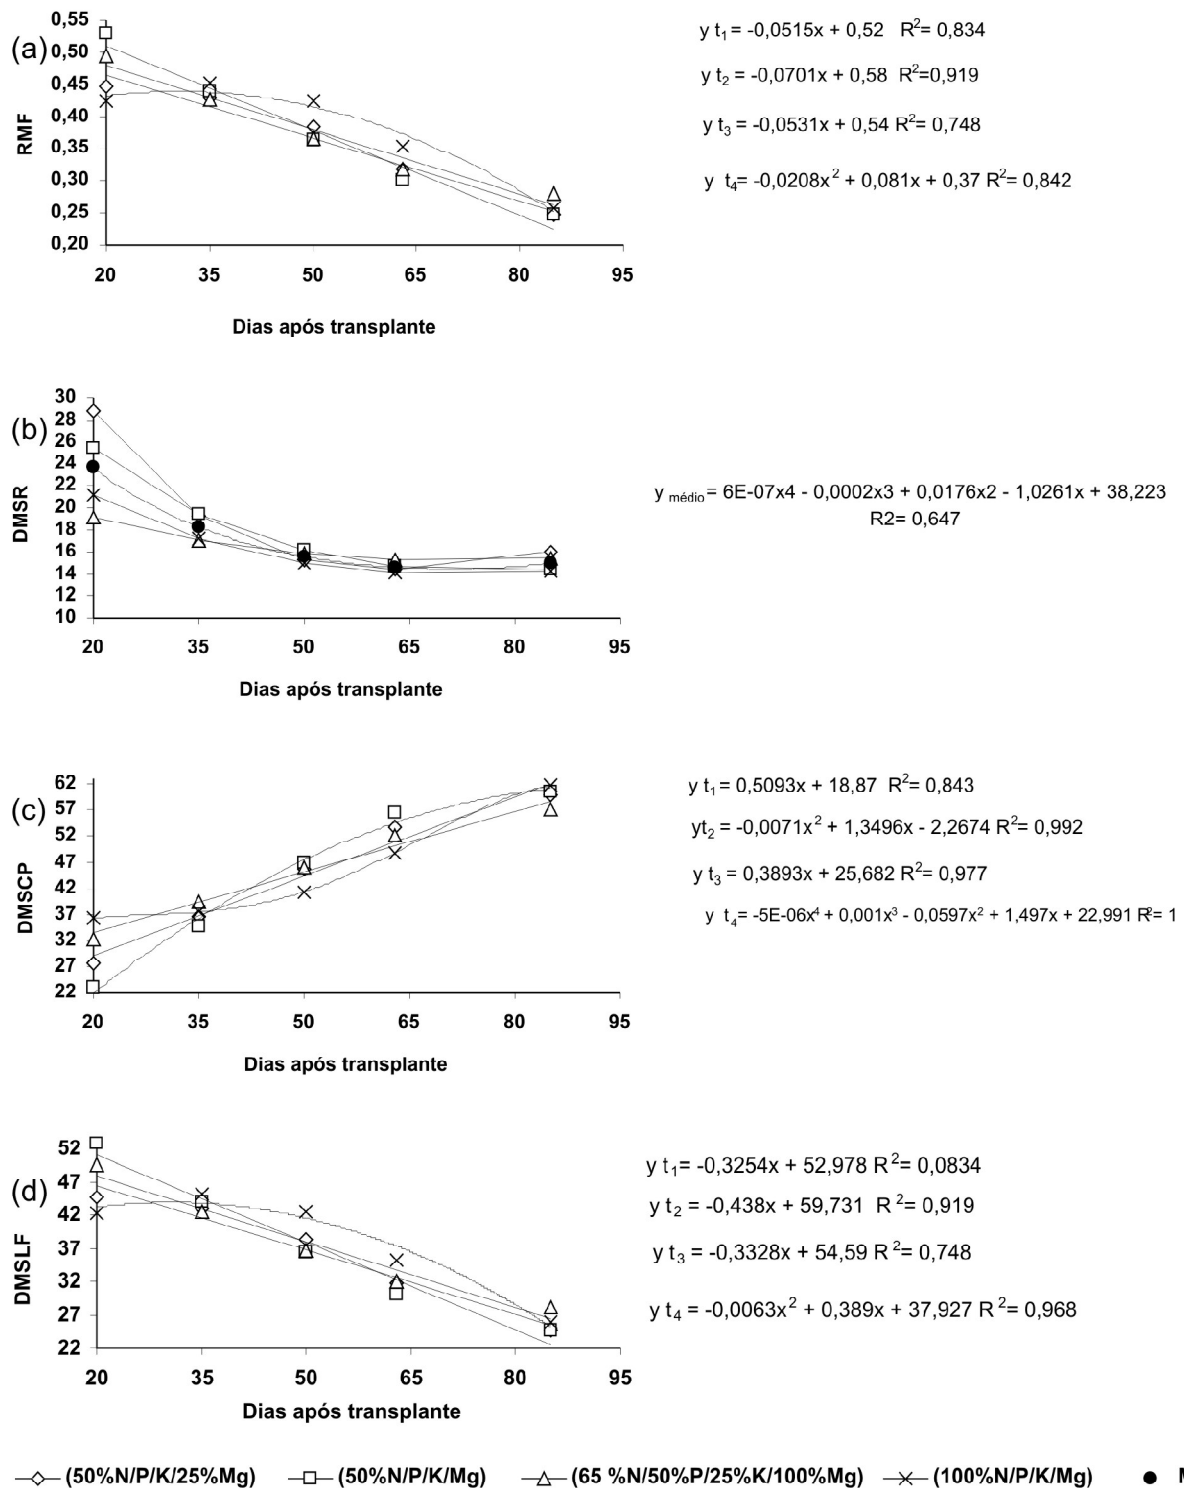 (a)
RMF
0,55
0,50
0,45
0,40
0,35
0,30
0,25
0,20
20 35 50 65 80 95
Dias após transplante
y t₁ = -0,0515x + 0,52 R²= 0,834
y t₂ = -0,0701x + 0,58 R²=0,919
y t₃ = -0,0531x + 0,54 R²= 0,748
y t₄= -0,0208x² + 0,081x + 0,37 R²= 0,842
(b)
DMSR
30
28
26
24
22
20
18
16
14
12
10
20 35 50 65 80 95
Dias após transplante
y médio = 6E-07x4 - 0,0002x3 + 0,0176x2 - 1,0261x + 38,223
R2= 0,647
(c)
DMSCP
62
57
52
47
42
37
32
27
22
20 35 50 65 80 95
Dias após transplante
y t₁ = 0,5093x + 18,87 R²= 0,843
yt₂ = -0,0071x² + 1,3496x - 2,2674 R²= 0,992
y t₃ = 0,3893x + 25,682 R²= 0,977
y t₄= -5E-06x⁴ + 0,001x³ - 0,0597x² + 1,497x + 22,991 R²= 1
(d)
DMSLF
52
47
42
37
32
27
22
20 35 50 65 80 95
Dias após transplante
y t₁= -0,3254x + 52,978 R²= 0,0834
y t₂ = -0,438x + 59,731 R²= 0,919
y t₃ = -0,3328x + 54,59 R²= 0,748
y t₄ = -0,0063x² + 0,389x + 37,927 R²= 0,968
(50%N/P/K/25%Mg) (50%N/P/K/Mg) (65 %N/50%P/25%K/100%Mg) (100%N/P/K/Mg)